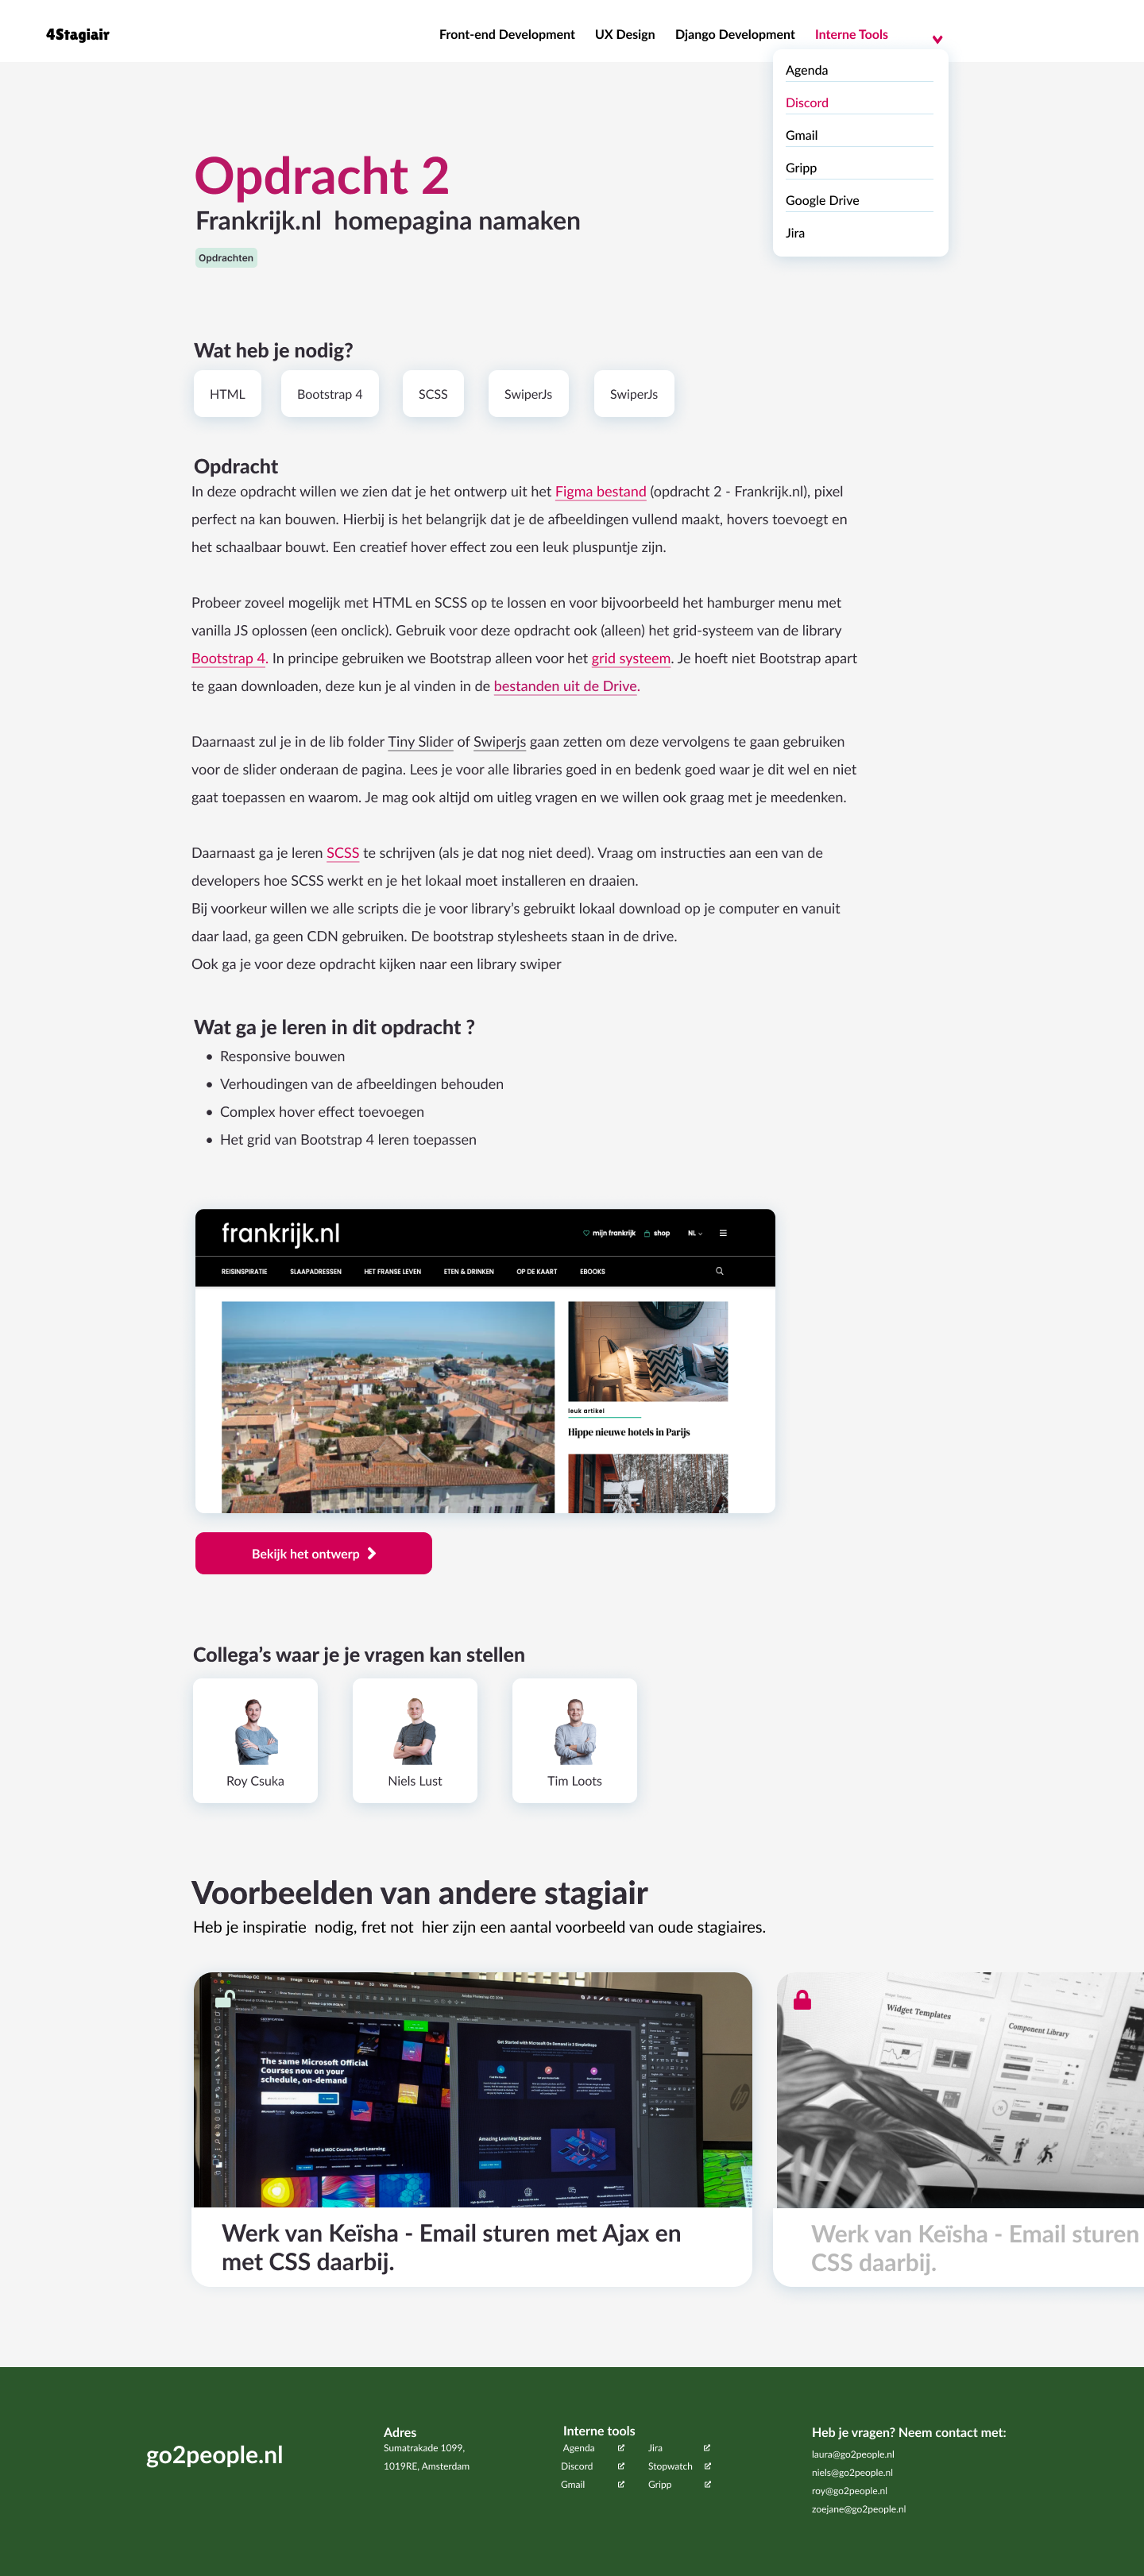 4Stagiair
Front-end Development
UX Design
Django Development
Interne Tools
Agenda
Discord
Gmail
Gripp
Google Drive
Jira
Opdracht 2
Frankrijk.nl homepagina namaken
Opdrachten
Wat heb je nodig?
HTML
Bootstrap 4
SCSS
SwiperJs
SwiperJs
Opdracht
In deze opdracht willen we zien dat je het ontwerp uit het Figma bestand (opdracht 2 - Frankrijk.nl), pixel
perfect na kan bouwen. Hierbij is het belangrijk dat je de afbeeldingen vullend maakt, hovers toevoegt en
het schaalbaar bouwt. Een creatief hover effect zou een leuk pluspuntje zijn.
Probeer zoveel mogelijk met HTML en SCSS op te lossen en voor bijvoorbeeld het hamburger menu met
vanilla JS oplossen (een onclick). Gebruik voor deze opdracht ook (alleen) het grid-systeem van de library
Bootstrap 4. In principe gebruiken we Bootstrap alleen voor het grid systeem. Je hoeft niet Bootstrap apart
te gaan downloaden, deze kun je al vinden in de bestanden uit de Drive.
Daarnaast zul je in de lib folder Tiny Slider of Swiperjs gaan zetten om deze vervolgens te gaan gebruiken
voor de slider onderaan de pagina. Lees je voor alle libraries goed in en bedenk goed waar je dit wel en niet
gaat toepassen en waarom. Je mag ook altijd om uitleg vragen en we willen ook graag met je meedenken.
Daarnaast ga je leren SCSS te schrijven (als je dat nog niet deed). Vraag om instructies aan een van de
developers hoe SCSS werkt en je het lokaal moet installeren en draaien.
Bij voorkeur willen we alle scripts die je voor library’s gebruikt lokaal download op je computer en vanuit
daar laad, ga geen CDN gebruiken. De bootstrap stylesheets staan in de drive.
Ook ga je voor deze opdracht kijken naar een library swiper
Wat ga je leren in dit opdracht ?
• Responsive bouwen
• Verhoudingen van de afbeeldingen behouden
• Complex hover effect toevoegen
• Het grid van Bootstrap 4 leren toepassen
frankrijk.nl
mijn frankrijk
shop
NL
REISINSPIRATIE
SLAAPADRESSEN
HET FRANSE LEVEN
ETEN & DRINKEN
OP DE KAART
EBOOKS
leuk artikel
Hippe nieuwe hotels in Parijs
Bekijk het ontwerp
Collega’s waar je je vragen kan stellen
Roy Csuka
Niels Lust
Tim Loots
Voorbeelden van andere stagiair
Heb je inspiratie nodig, fret not hier zijn een aantal voorbeeld van oude stagiaires.
The same Microsoft Official
Courses now on your
schedule, on-demand
Find a MOC Course, Start Learning
Get Started with Microsoft On Demand in 3 SimpleSteps
Amazing Learning Experience
Widget Templates
Component Library
Werk van Keïsha - Email sturen met Ajax en
met CSS daarbij.
Werk van Keïsha - Email sturen
CSS daarbij.
go2people.nl
Adres
Sumatrakade 1099,
1019RE, Amsterdam
Interne tools
Agenda
Jira
Discord
Stopwatch
Gmail
Gripp
Heb je vragen? Neem contact met:
laura@go2people.nl
niels@go2people.nl
roy@go2people.nl
zoejane@go2people.nl